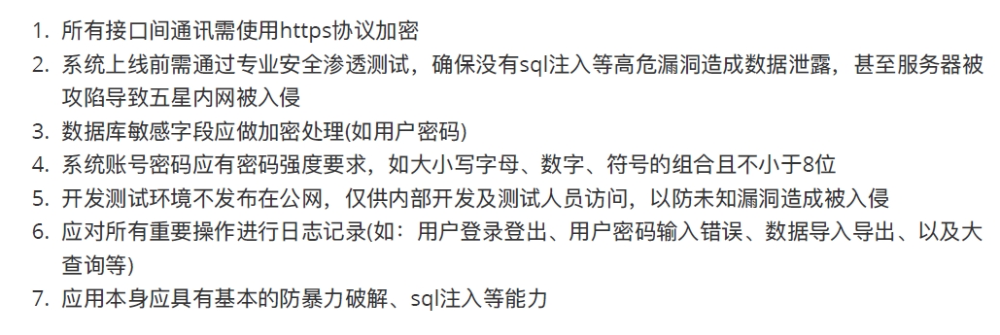 1. 所有接口间通讯需使用https协议加密
2. 系统上线前需通过专业安全渗透测试，确保没有sql注入等高危漏洞造成数据泄露，甚至服务器被
攻陷导致五星内网被入侵
3. 数据库敏感字段应做加密处理(如用户密码)
4. 系统账号密码应有密码强度要求，如大小写字母、数字、符号的组合且不小于8位
5. 开发测试环境不发布在公网，仅供内部开发及测试人员访问，以防未知漏洞造成被入侵
6. 应对所有重要操作进行日志记录(如：用户登录登出、用户密码输入错误、数据导入导出、以及大
查询等)
7. 应用本身应具有基本的防暴力破解、sql注入等能力